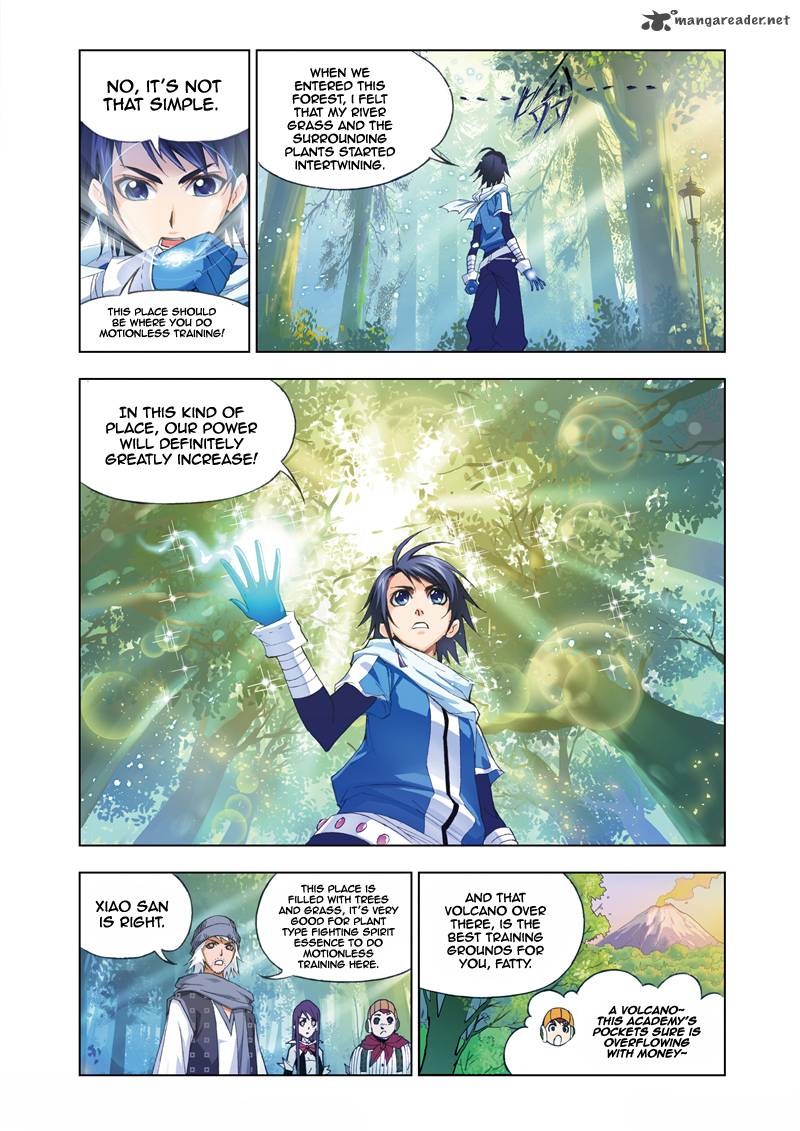 mangareader.net
NO, IT'S NOT
THAT SIMPLE.
THIS PLACE SHOULD
BE WHERE YOU DO
MOTIONLESS TRAINING!
WHEN WE
ENTERED THIS
FOREST, I FELT
THAT MY RIVER
GRASS AND THE
SURROUNDING
PLANTS STARTED
INTERTWINING.
IN THIS KIND OF
PLACE, OUR POWER
WILL DEFINITELY
GREATLY INCREASE!
XIAO SAN
IS RIGHT.
THIS PLACE IS
FILLED WITH TREES
AND GRASS, IT'S VERY
GOOD FOR PLANT
TYPE FIGHTING SPIRIT
ESSENCE TO DO
MOTIONLESS
TRAINING HERE.
AND THAT
VOLCANO OVER
THERE, IS THE
BEST TRAINING
GROUNDS FOR
YOU, FATTY.
A VOLCANO~
THIS ACADEMY'S
POCKETS SURE IS
OVERFLOWING
WITH MONEY~